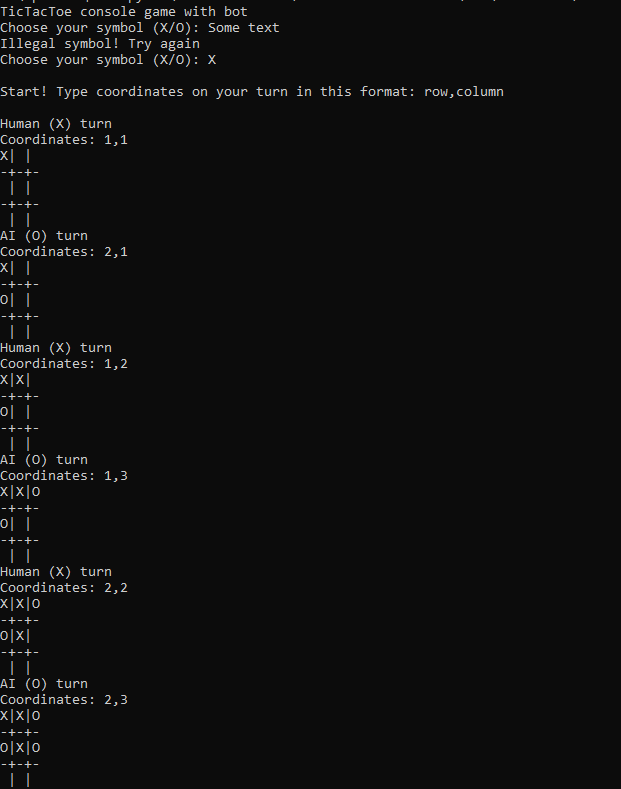 TicTacToe console game with bot
Choose your symbol (X/O): Some text
Illegal symbol! Try again
Choose your symbol (X/O): X

Start! Type coordinates on your turn in this format: row,column

Human (X) turn
Coordinates: 1,1
X| |
-+-+-
 | |
-+-+-
 | |
AI (O) turn
Coordinates: 2,1
X| |
-+-+-
O| |
-+-+-
 | |
Human (X) turn
Coordinates: 1,2
X|X|
-+-+-
O| |
-+-+-
 | |
AI (O) turn
Coordinates: 1,3
X|X|O
-+-+-
O| |
-+-+-
 | |
Human (X) turn
Coordinates: 2,2
X|X|O
-+-+-
O|X|
-+-+-
 | |
AI (O) turn
Coordinates: 2,3
X|X|O
-+-+-
O|X|O
-+-+-
 | |